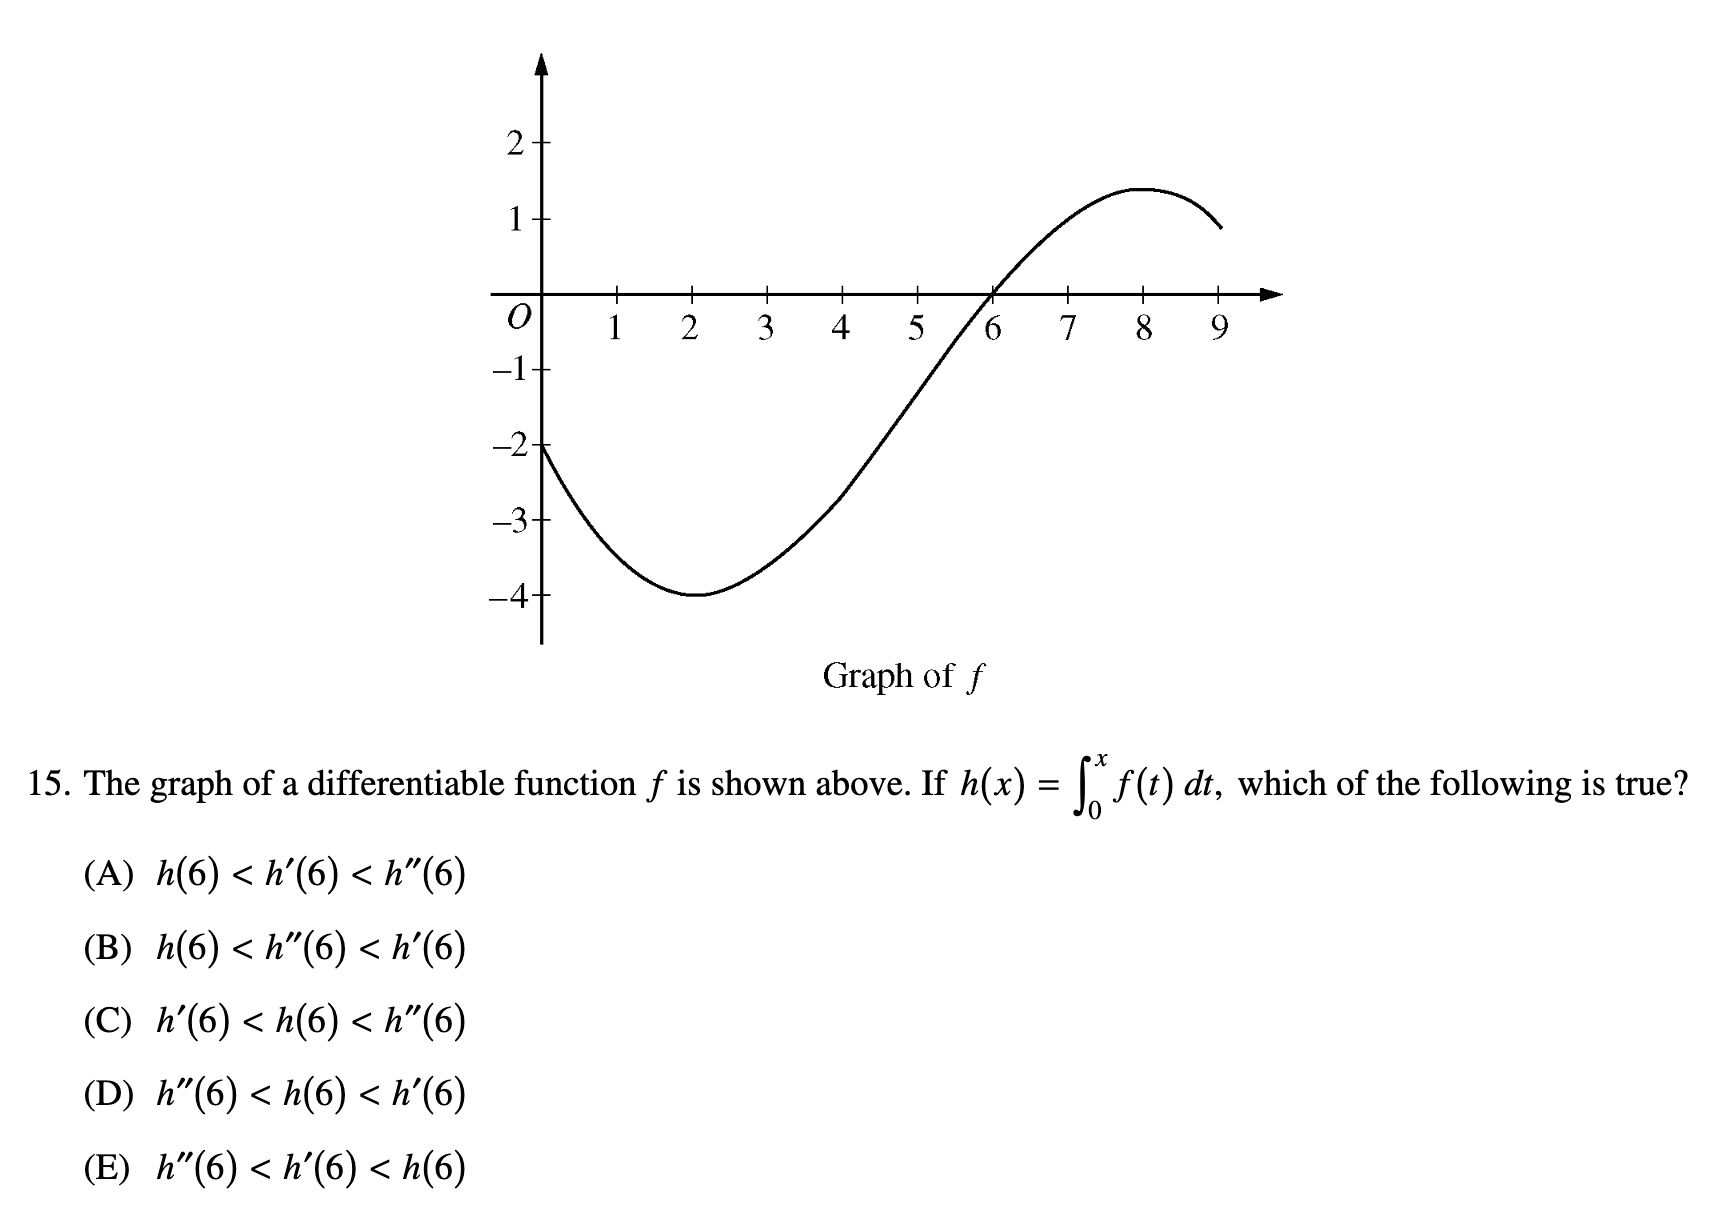 2
1
O
1 2 3 4 5 6 7 8 9
–1
–2
–3
–4
Graph of f
15. The graph of a differentiable function f is shown above. If h(x) = ∫₀ˣ f(t) dt, which of the following is true?
(A) h(6) < h′(6) < h″(6)
(B) h(6) < h″(6) < h′(6)
(C) h′(6) < h(6) < h″(6)
(D) h″(6) < h(6) < h′(6)
(E) h″(6) < h′(6) < h(6)